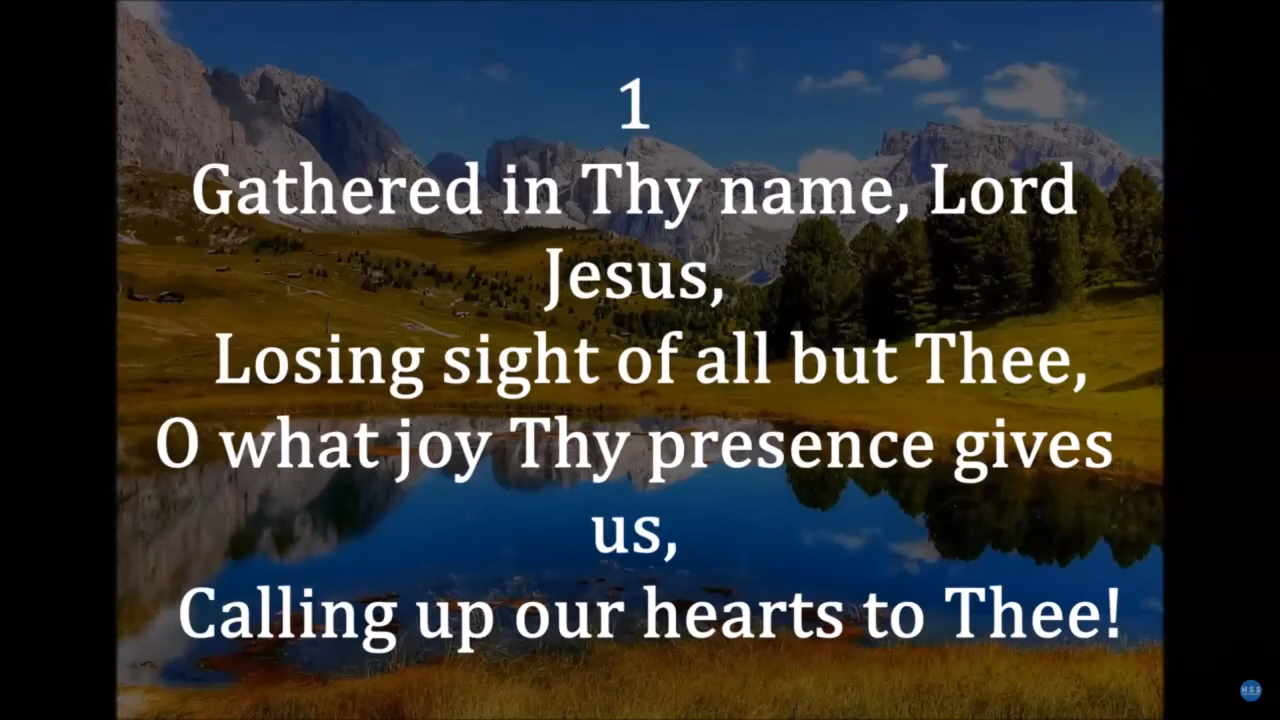 1
Gathered in Thy name, Lord
Jesus,
Losing sight of all but Thee,
O what joy Thy presence gives
us,
Calling up our hearts to Thee!
HSS